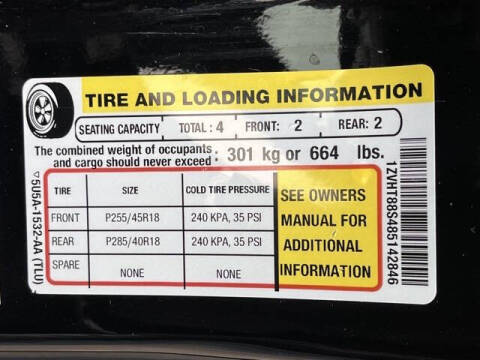 TIRE AND LOADING INFORMATION
SEATING CAPACITY TOTAL: 4 FRONT: 2 REAR: 2
The combined weight of occupants
and cargo should never exceed: 301 kg or 664 lbs.
TIRE SIZE COLD TIRE PRESSURE
FRONT P255/45R18 240 KPA, 35 PSI
REAR P285/40R18 240 KPA, 35 PSI
SPARE NONE NONE
SEE OWNERS
MANUAL FOR
ADDITIONAL
INFORMATION
5U5A-1532-AA (TLU)
1ZVHT88S485142846